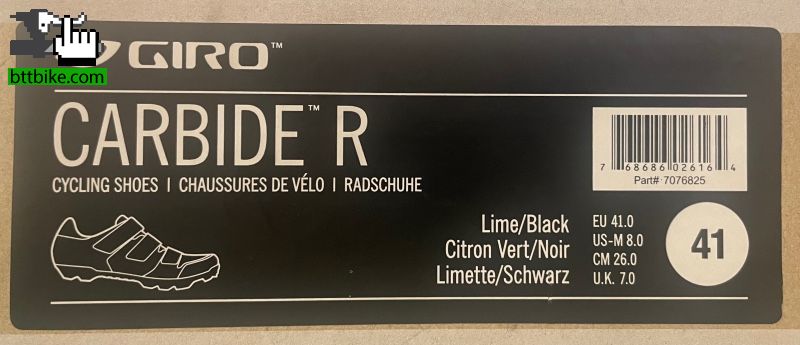 GIRO™
bttbike.com
CARBIDE™ R
CYCLING SHOES I CHAUSSURES DE VÉLO I RADSCHUHE
7 68686 02616 4
Part# 7076825
Lime/Black
Citron Vert/Noir
Limette/Schwarz
EU 41.0
US-M 8.0
CM 26.0
U.K. 7.0
41